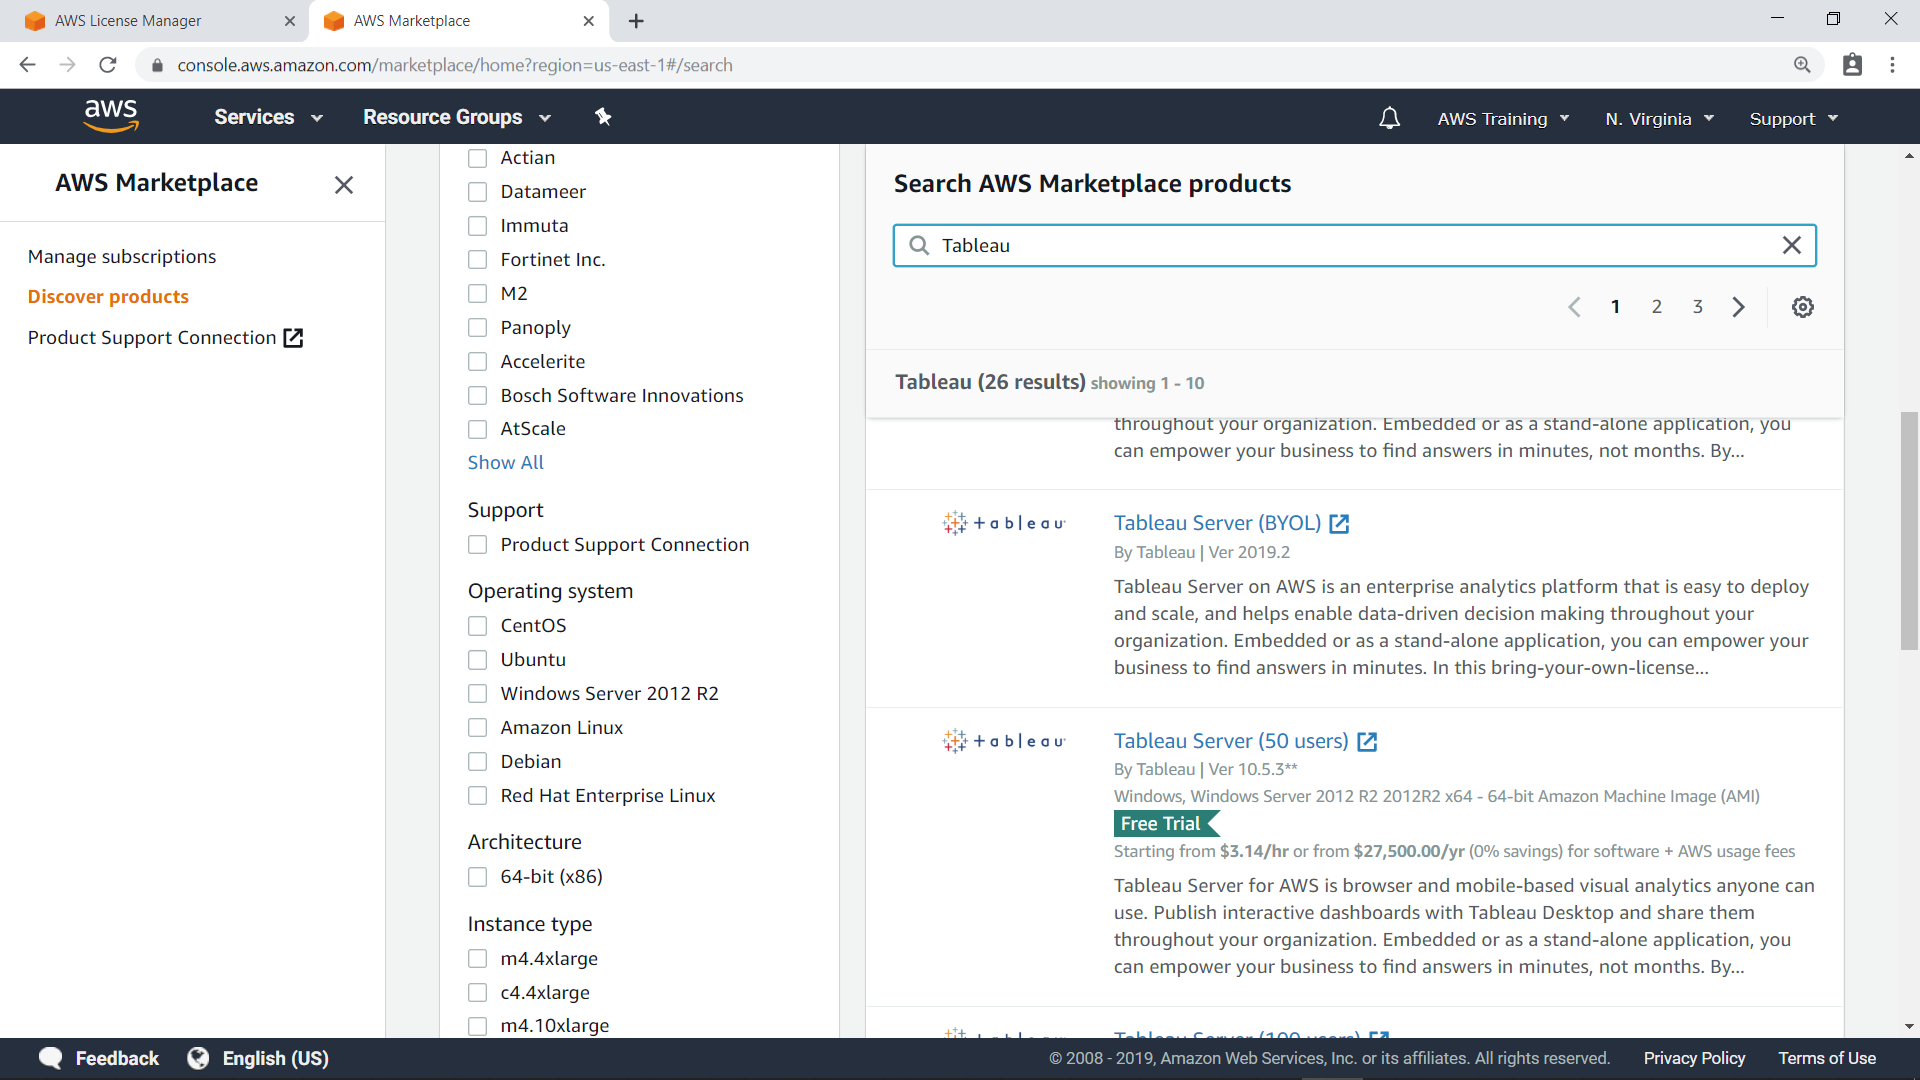 AWS License Manager
AWS Marketplace
console.aws.amazon.com/marketplace/home?region=us-east-1#/search
aws
Services
Resource Groups
AWS Training
N. Virginia
Support
AWS Marketplace
Manage subscriptions
Discover products
Product Support Connection
Actian
Datameer
Immuta
Fortinet Inc.
M2
Panoply
Accelerite
Bosch Software Innovations
AtScale
Show All
Support
Product Support Connection
Operating system
CentOS
Ubuntu
Windows Server 2012 R2
Amazon Linux
Debian
Red Hat Enterprise Linux
Architecture
64-bit (x86)
Instance type
m4.4xlarge
c4.4xlarge
m4.10xlarge
Search AWS Marketplace products
Tableau
1 2 3
Tableau (26 results) showing 1 - 10
throughout your organization. Embedded or as a stand-alone application, you
can empower your business to find answers in minutes, not months. By...
+ableau
Tableau Server (BYOL)
By Tableau | Ver 2019.2
Tableau Server on AWS is an enterprise analytics platform that is easy to deploy
and scale, and helps enable data-driven decision making throughout your
organization. Embedded or as a stand-alone application, you can empower your
business to find answers in minutes. In this bring-your-own-license...
+ableau
Tableau Server (50 users)
By Tableau | Ver 10.5.3**
Windows, Windows Server 2012 R2 2012R2 x64 - 64-bit Amazon Machine Image (AMI)
Free Trial
Starting from $3.14/hr or from $27,500.00/yr (0% savings) for software + AWS usage fees
Tableau Server for AWS is browser and mobile-based visual analytics anyone can
use. Publish interactive dashboards with Tableau Desktop and share them
throughout your organization. Embedded or as a stand-alone application, you
can empower your business to find answers in minutes, not months. By...
Tableau Server (100 users)
Feedback
English (US)
© 2008 - 2019, Amazon Web Services, Inc. or its affiliates. All rights reserved.
Privacy Policy
Terms of Use